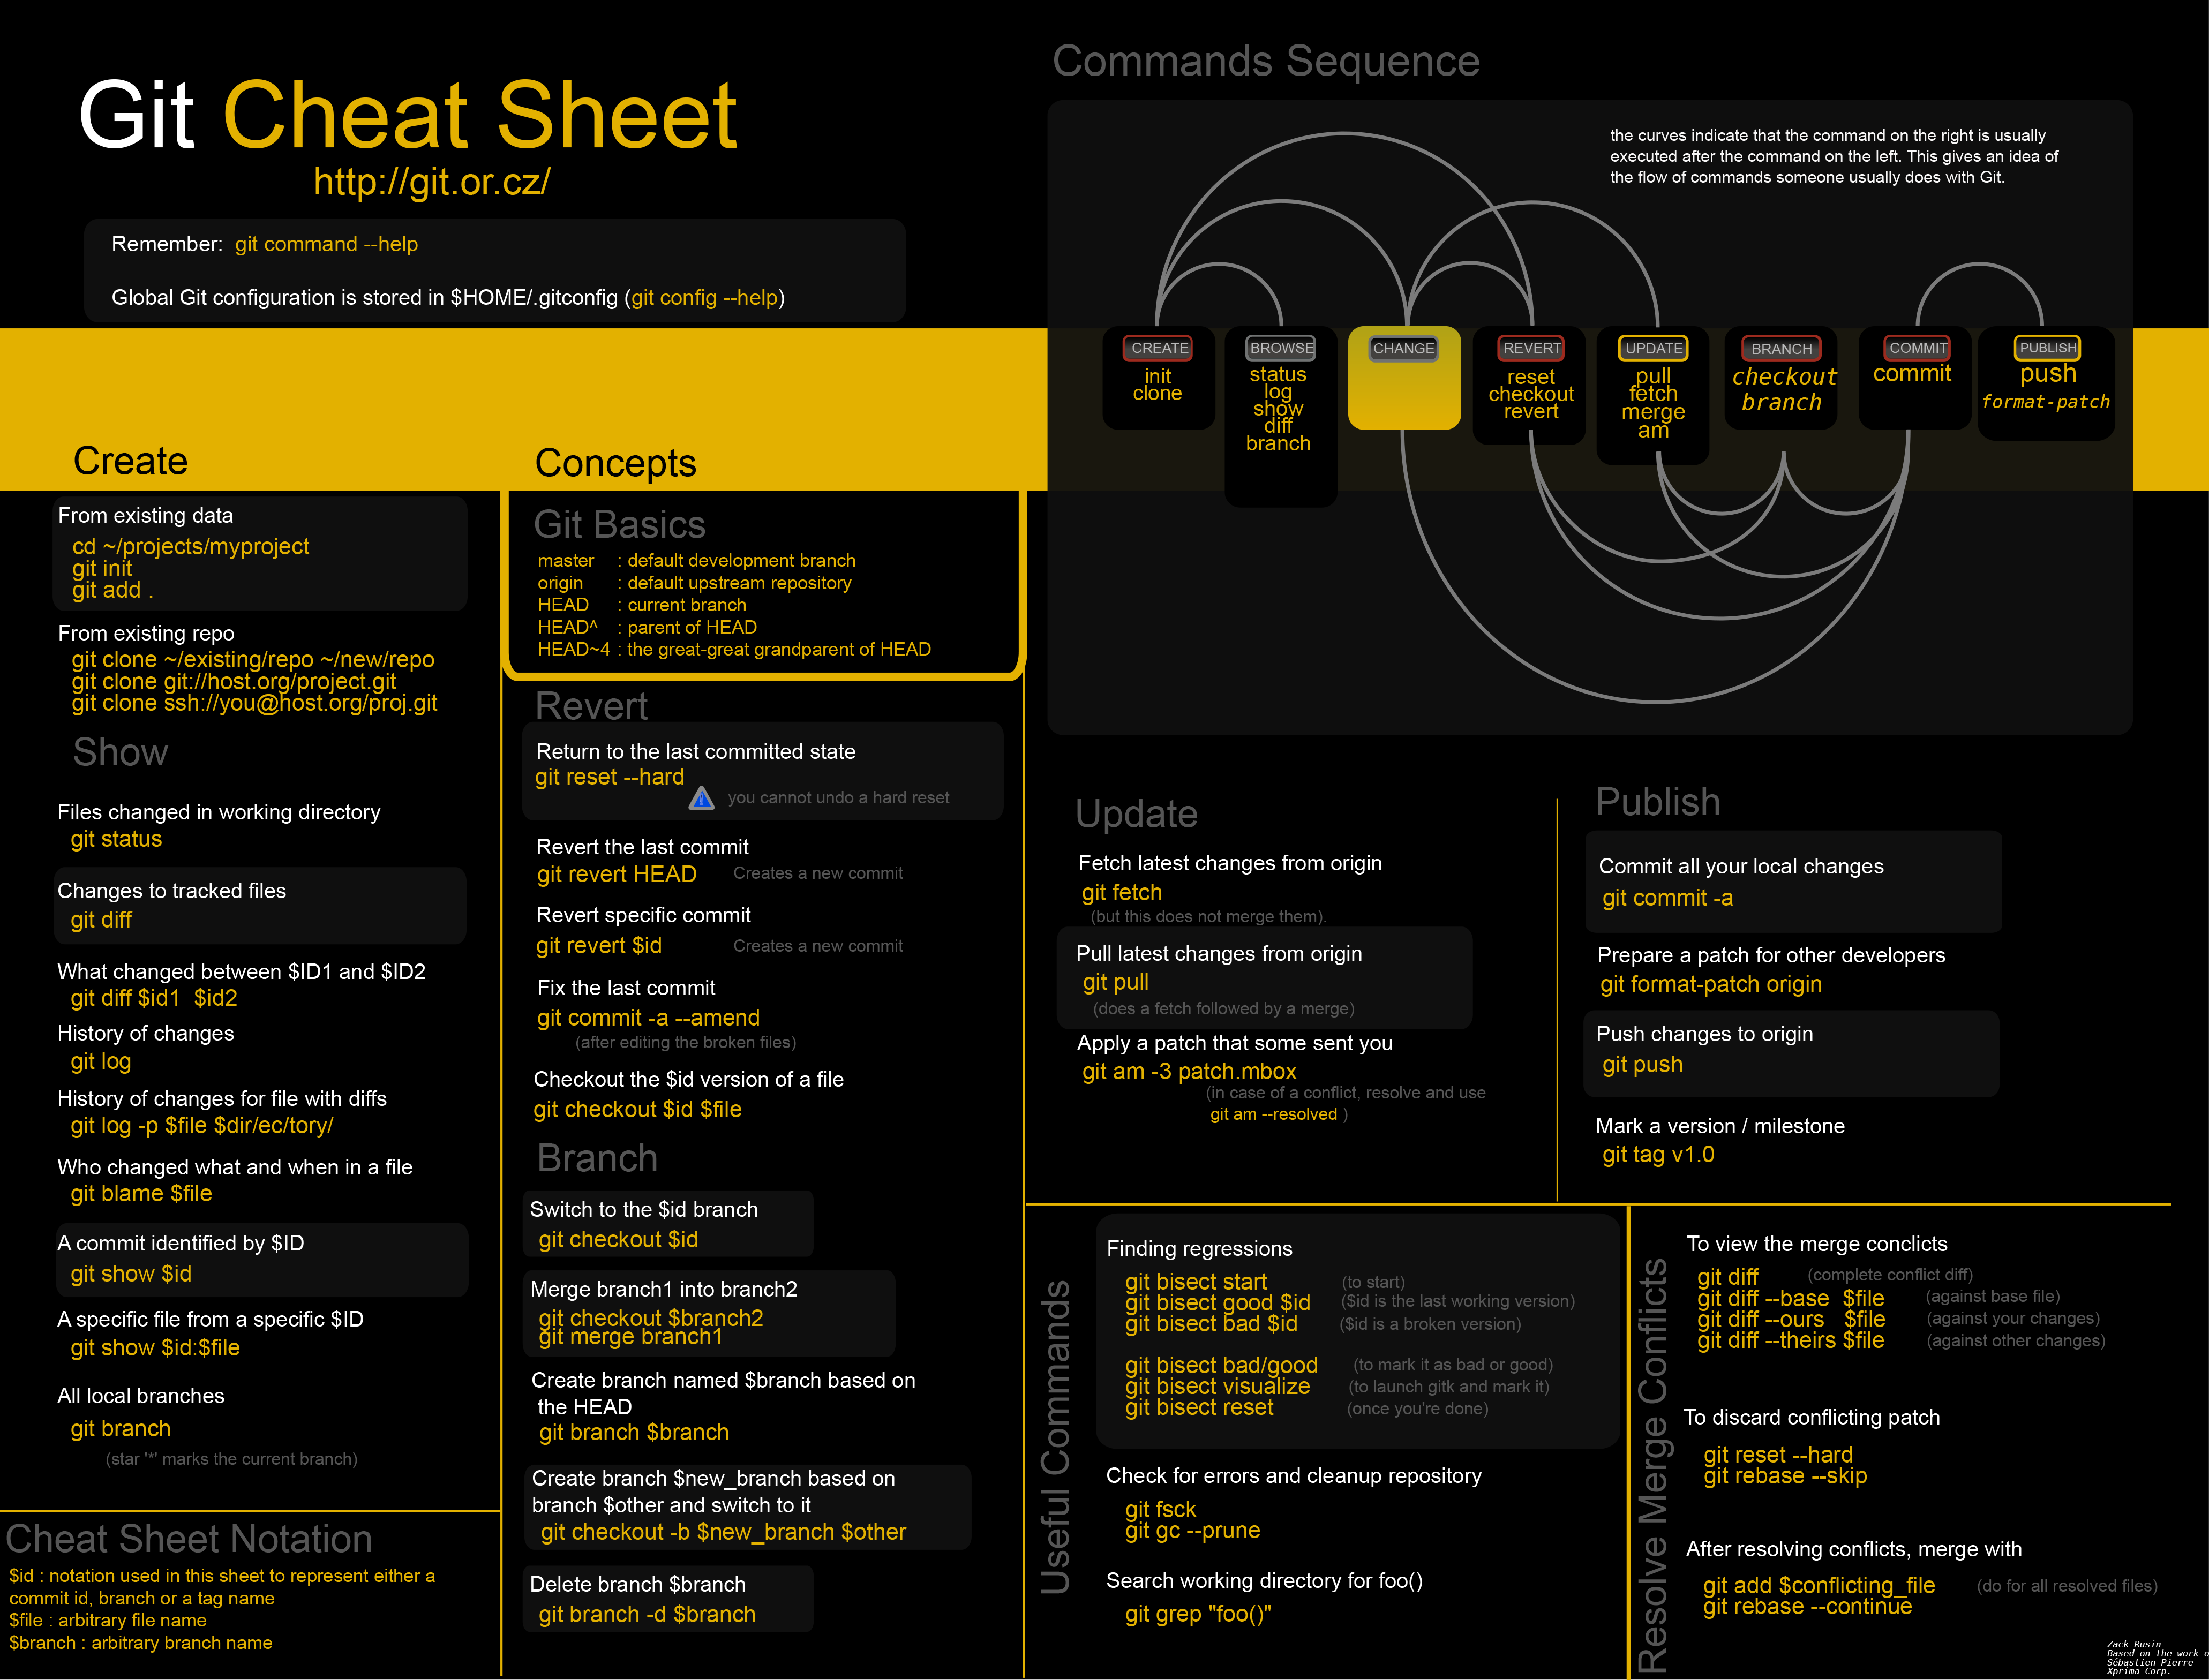 Git Cheat Sheet
http://git.or.cz/
Remember: git command --help
Global Git configuration is stored in $HOME/.gitconfig (git config --help)
Commands Sequence
the curves indicate that the command on the right is usually
executed after the command on the left. This gives an idea of
the flow of commands someone usually does with Git.
CREATE
init
clone
BROWSE
status
log
show
diff
branch
CHANGE
REVERT
reset
checkout
revert
UPDATE
pull
fetch
merge
am
BRANCH
checkout
branch
COMMIT
commit
PUBLISH
push
format-patch
Create
From existing data
cd ~/projects/myproject
git init
git add .
From existing repo
git clone ~/existing/repo ~/new/repo
git clone git://host.org/project.git
git clone ssh://you@host.org/proj.git
Show
Files changed in working directory
git status
Changes to tracked files
git diff
What changed between $ID1 and $ID2
git diff $id1 $id2
History of changes
git log
History of changes for file with diffs
git log -p $file $dir/ec/tory/
Who changed what and when in a file
git blame $file
A commit identified by $ID
git show $id
A specific file from a specific $ID
git show $id:$file
All local branches
git branch
(star '*' marks the current branch)
Cheat Sheet Notation
$id : notation used in this sheet to represent either a
commit id, branch or a tag name
$file : arbitrary file name
$branch : arbitrary branch name
Concepts
Git Basics
master : default development branch
origin : default upstream repository
HEAD : current branch
HEAD^ : parent of HEAD
HEAD~4 : the great-great grandparent of HEAD
Revert
Return to the last committed state
git reset --hard
you cannot undo a hard reset
Revert the last commit
git revert HEAD Creates a new commit
Revert specific commit
git revert $id Creates a new commit
Fix the last commit
git commit -a --amend
(after editing the broken files)
Checkout the $id version of a file
git checkout $id $file
Branch
Switch to the $id branch
git checkout $id
Merge branch1 into branch2
git checkout $branch2
git merge branch1
Create branch named $branch based on
the HEAD
git branch $branch
Create branch $new_branch based on
branch $other and switch to it
git checkout -b $new_branch $other
Delete branch $branch
git branch -d $branch
Update
Fetch latest changes from origin
git fetch
(but this does not merge them).
Pull latest changes from origin
git pull
(does a fetch followed by a merge)
Apply a patch that some sent you
git am -3 patch.mbox
(in case of a conflict, resolve and use
git am --resolved )
Publish
Commit all your local changes
git commit -a
Prepare a patch for other developers
git format-patch origin
Push changes to origin
git push
Mark a version / milestone
git tag v1.0
Useful Commands
Finding regressions
git bisect start (to start)
git bisect good $id ($id is the last working version)
git bisect bad $id ($id is a broken version)
git bisect bad/good (to mark it as bad or good)
git bisect visualize (to launch gitk and mark it)
git bisect reset (once you're done)
Check for errors and cleanup repository
git fsck
git gc --prune
Search working directory for foo()
git grep "foo()"
Resolve Merge Conflicts
To view the merge conclicts
git diff (complete conflict diff)
git diff --base $file (against base file)
git diff --ours $file (against your changes)
git diff --theirs $file (against other changes)
To discard conflicting patch
git reset --hard
git rebase --skip
After resolving conflicts, merge with
git add $conflicting_file (do for all resolved files)
git rebase --continue
Zack Rusin
Based on the work o
Sébastien Pierre
Xprima Corp.